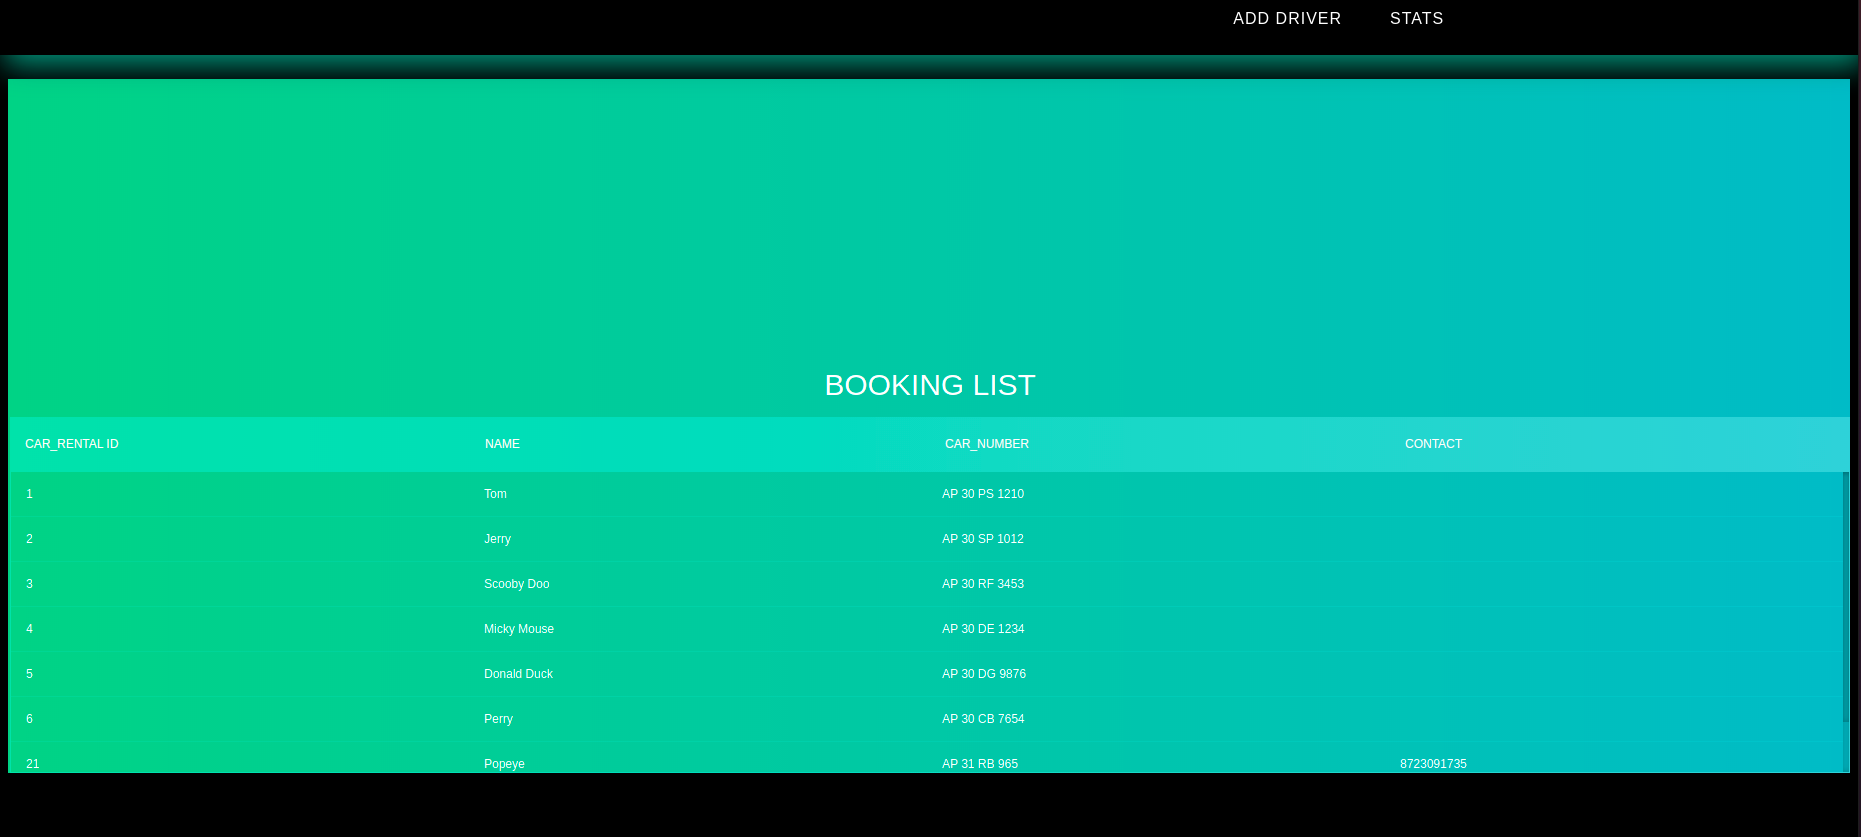 ADD DRIVER STATS
BOOKING LIST
CAR_RENTAL ID NAME CAR_NUMBER CONTACT
1 Tom AP 30 PS 1210
2 Jerry AP 30 SP 1012
3 Scooby Doo AP 30 RF 3453
4 Micky Mouse AP 30 DE 1234
5 Donald Duck AP 30 DG 9876
6 Perry AP 30 CB 7654
21 Popeye AP 31 RB 965 8723091735